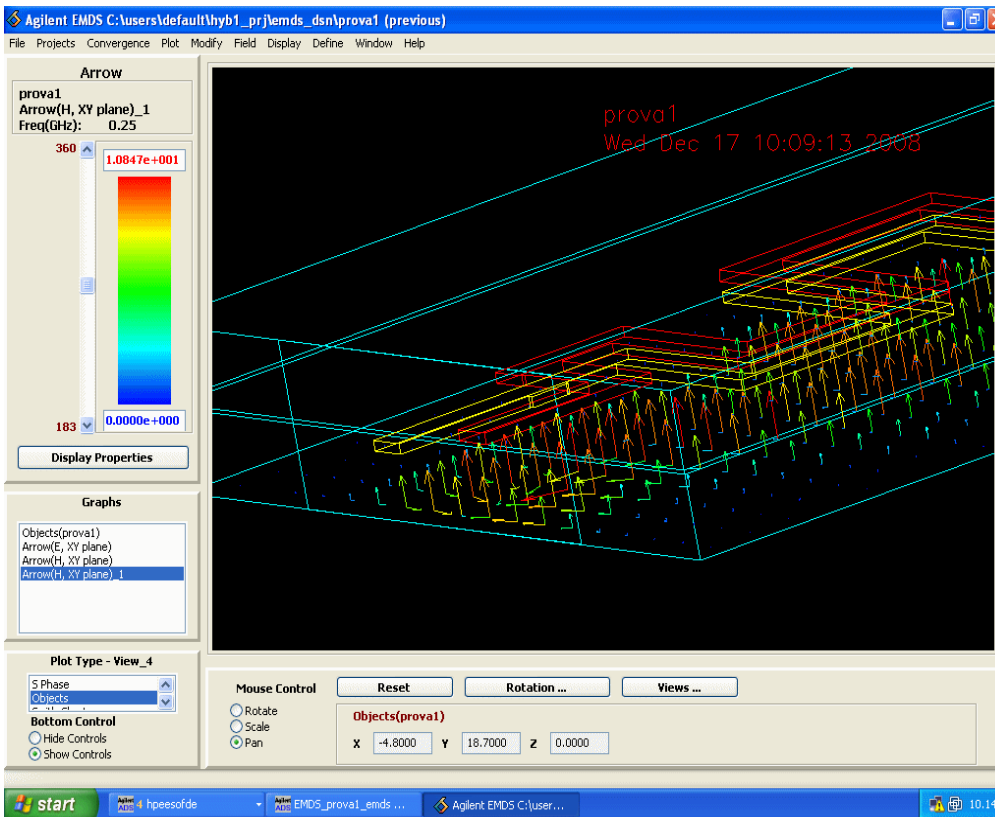 Agilent EMDS C:\users\default\hyb1_prj\emds_dsn\prova1 (previous)
File Projects Convergence Plot Modify Field Display Define Window Help
Arrow
prova1
Arrow(H, XY plane)_1
Freq(GHz): 0.25
360
1.0847e+001
183
0.0000e+000
Display Properties
Graphs
Objects(prova1)
Arrow(E, XY plane)
Arrow(H, XY plane)
Arrow(H, XY plane)_1
Plot Type - View_4
S Phase
Objects
Bottom Control
Hide Controls
Show Controls
prova1
Wed Dec 17 10:09:13 2008
Mouse Control
Rotate
Scale
Pan
Reset
Rotation ...
Views ...
Objects(prova1)
X -4.8000 Y 18.7000 Z 0.0000
start
Agilent ADS
4 hpeesofde
Agilent ADS
EMDS_prova1_emds ...
Agilent EMDS C:\user...
10.14